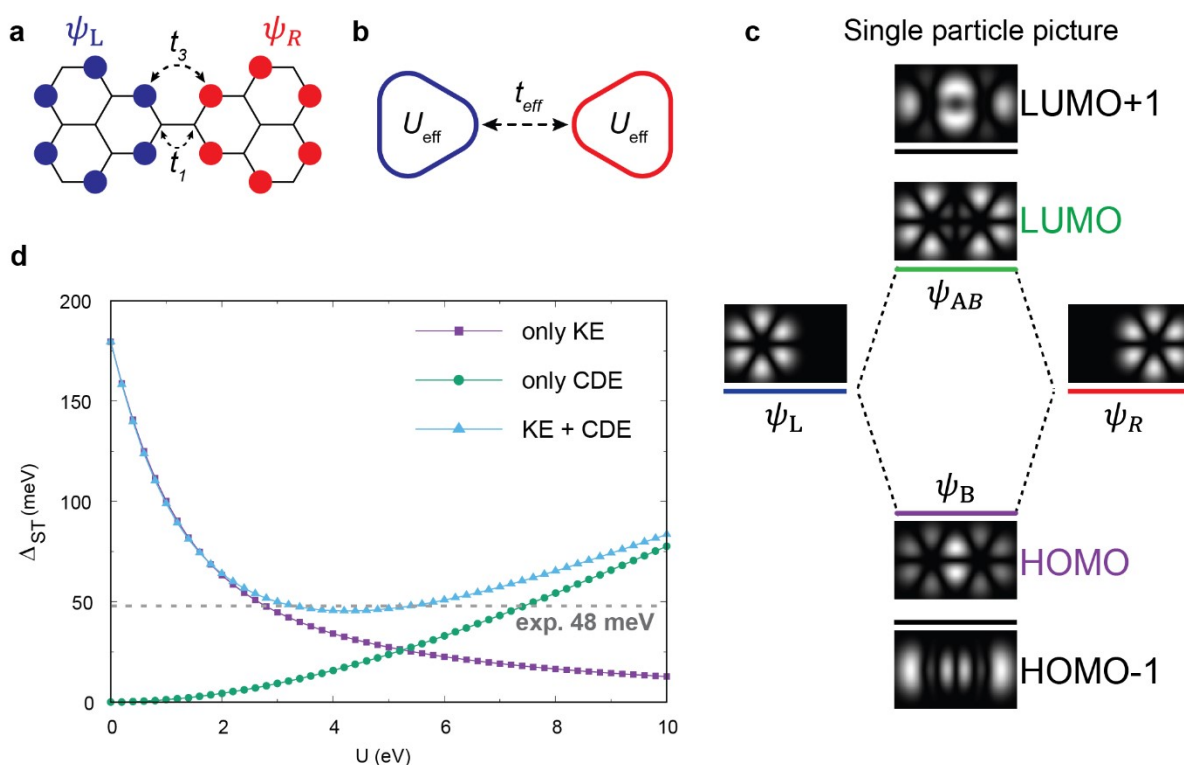 a
ψL
ψR
t3
t1
b
Ueff
teff
Ueff
c
Single particle picture
LUMO+1
LUMO
ψAB
ψL
ψR
ψB
HOMO
HOMO-1
d
ΔST (meV)
200
150
100
50
0
only KE
only CDE
KE + CDE
exp. 48 meV
0
2
4
6
8
10
U (eV)